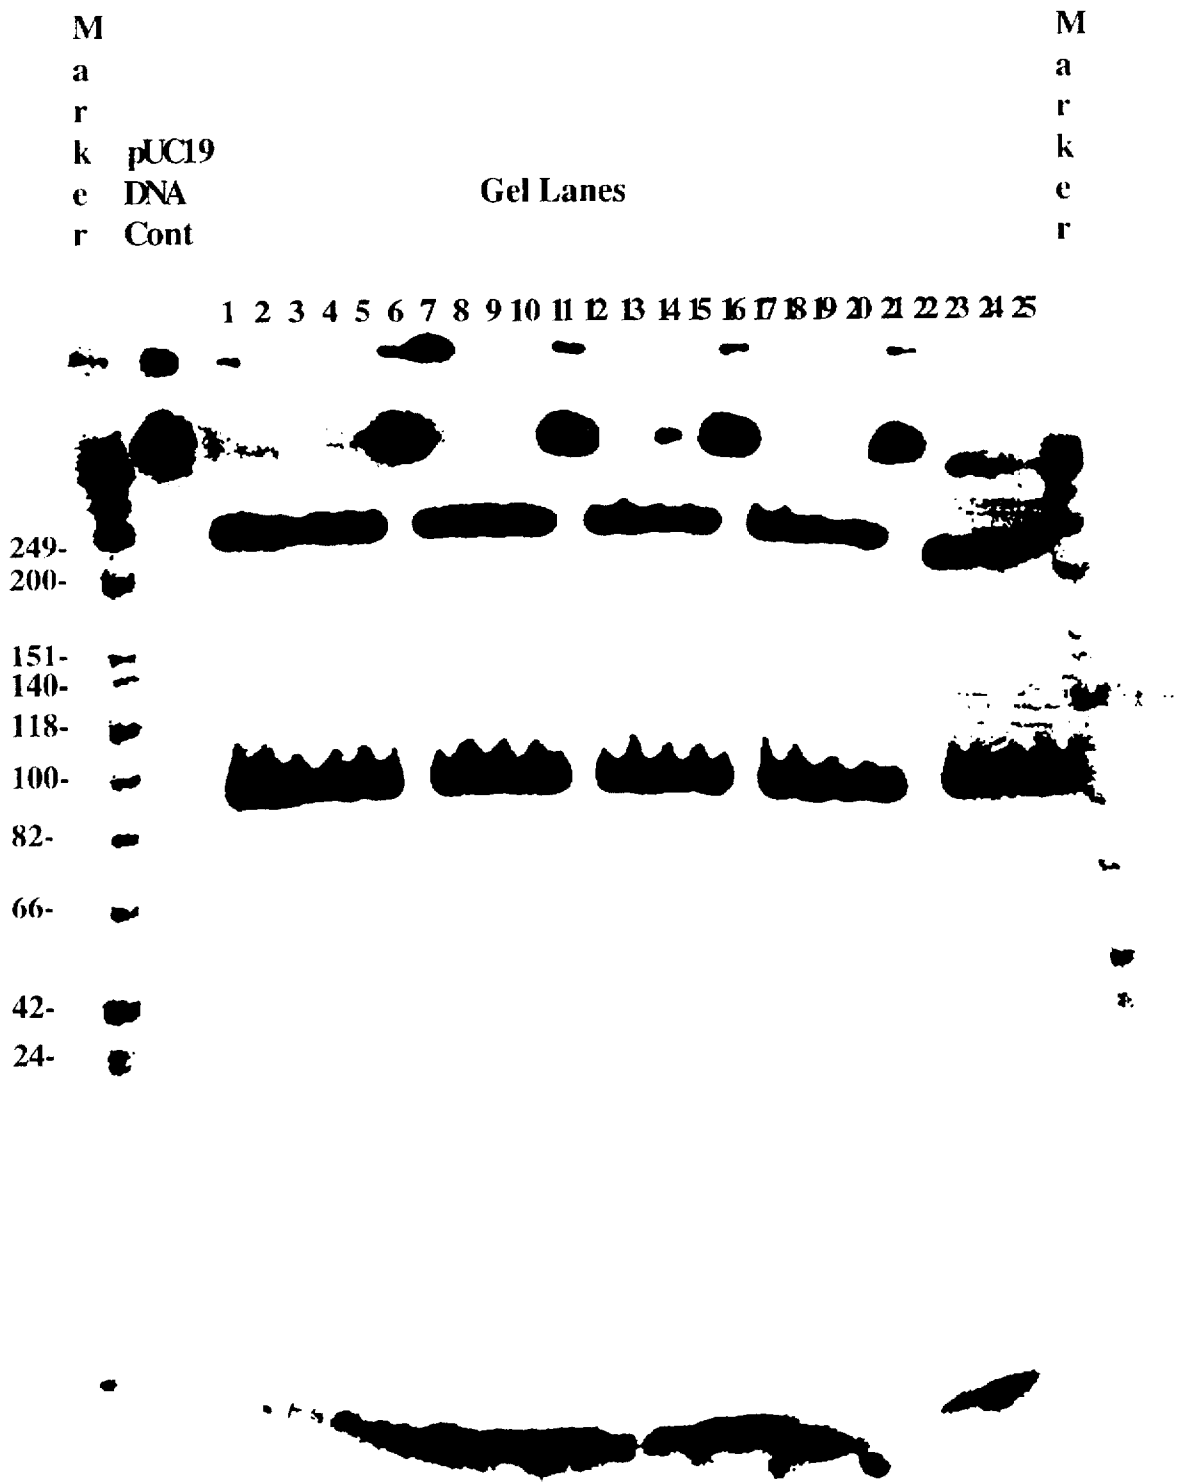 M
a
r
k
e
r
pUC19
DNA
Cont
Gel Lanes
M
a
r
k
e
r
1 2 3 4 5 6 7 8 9 10 11 12 13 14 15 16 17 18 19 20 21 22 23 24 25
249-
200-
151-
140-
118-
100-
82-
66-
42-
24-